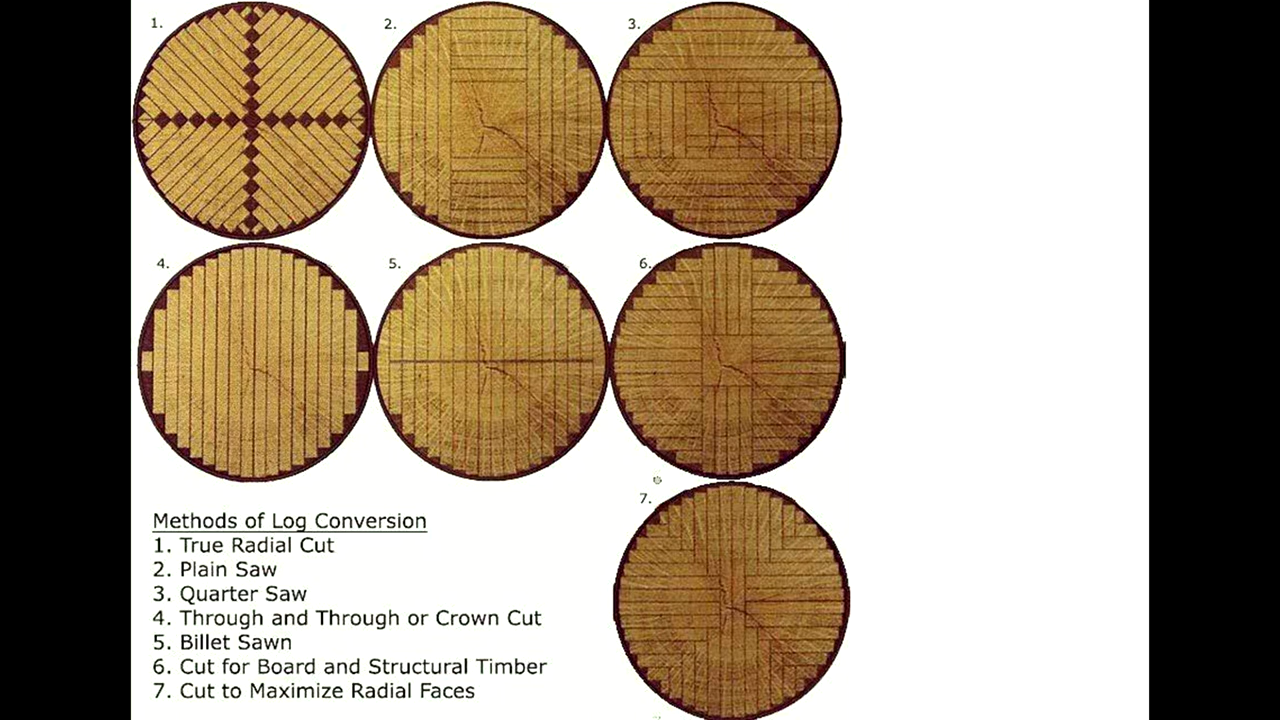 1.
2.
3.
4.
5.
6.
7.
Methods of Log Conversion
1. True Radial Cut
2. Plain Saw
3. Quarter Saw
4. Through and Through or Crown Cut
5. Billet Sawn
6. Cut for Board and Structural Timber
7. Cut to Maximize Radial Faces